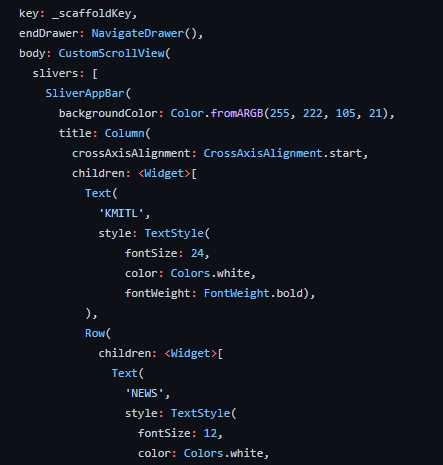 key: _scaffoldKey,
endDrawer: NavigateDrawer(),
body: CustomScrollView(
slivers: [
SliverAppBar(
backgroundColor: Color.fromARGB(255, 222, 105, 21),
title: Column(
crossAxisAlignment: CrossAxisAlignment.start,
children: <Widget>[
Text(
'KMITL',
style: TextStyle(
fontSize: 24,
color: Colors.white,
fontWeight: FontWeight.bold),
),
Row(
children: <Widget>[
Text(
'NEWS',
style: TextStyle(
fontSize: 12,
color: Colors.white,